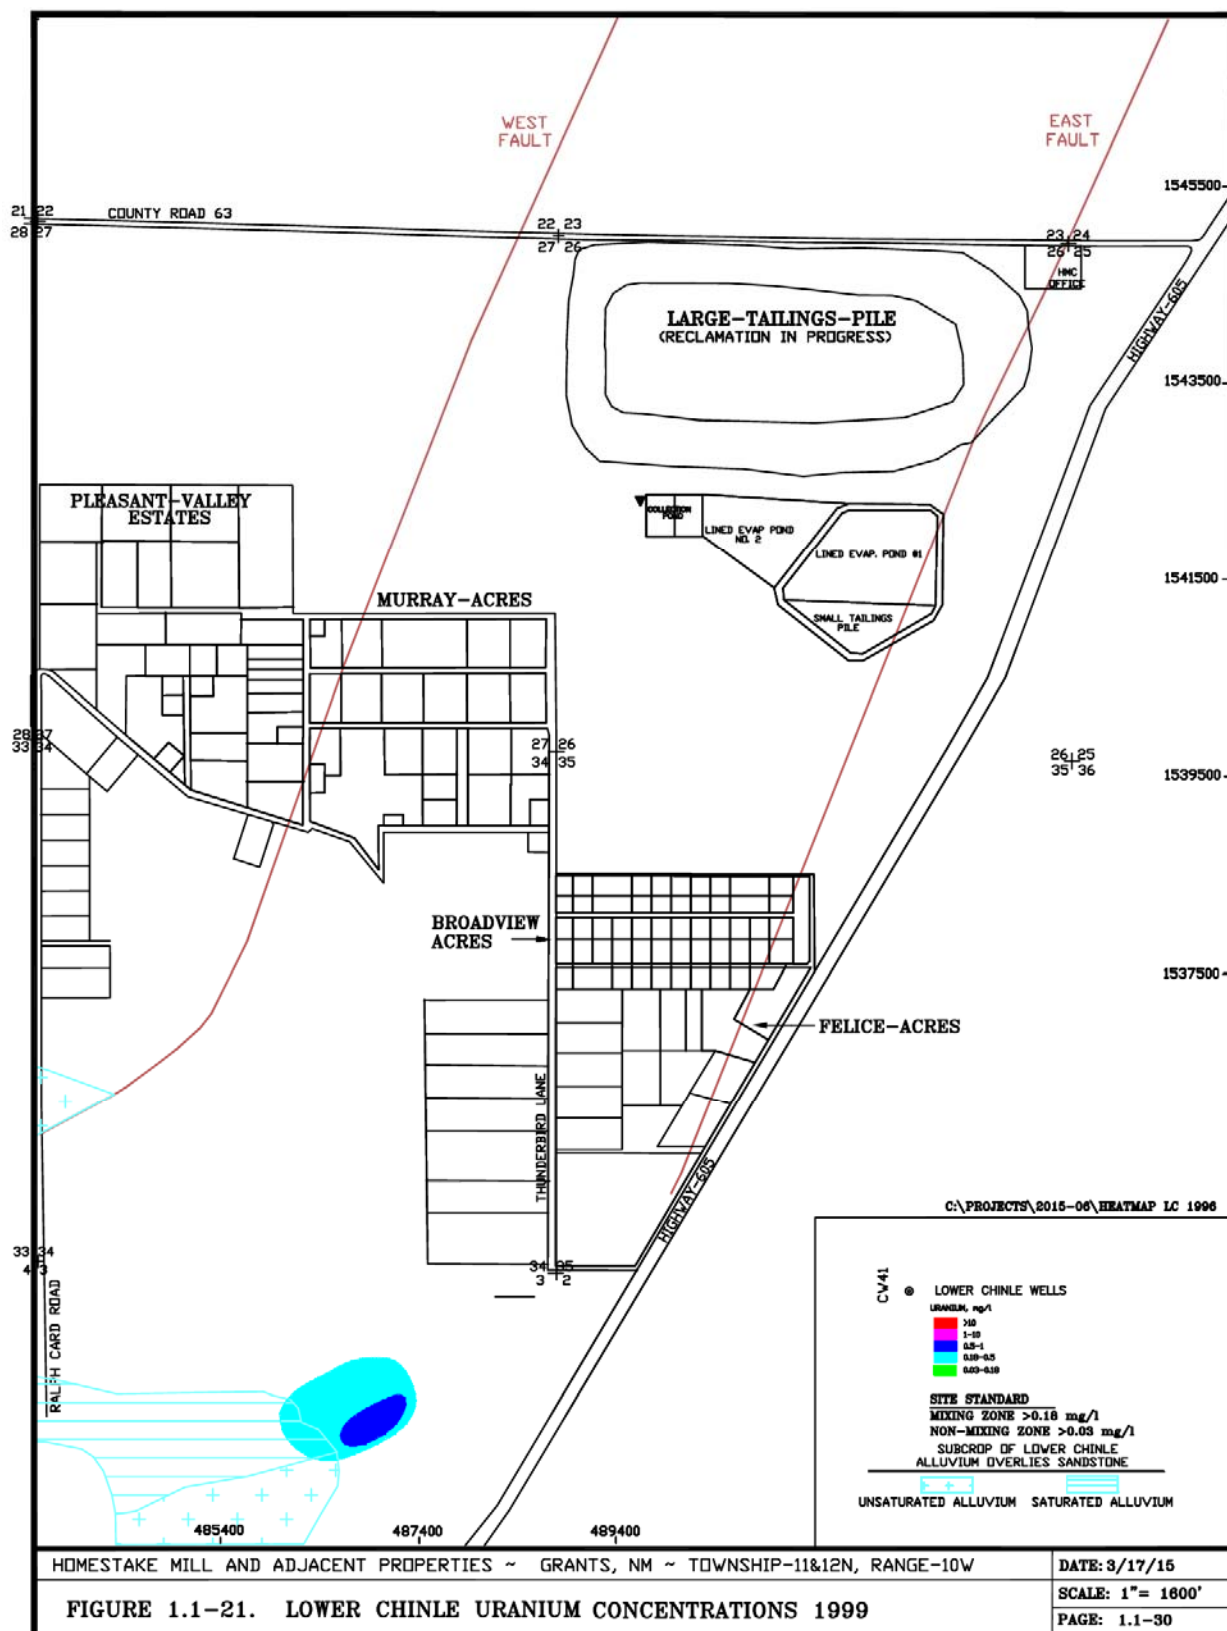 WEST
FAULT
EAST
FAULT
1545500
21 22
28 27
COUNTY ROAD 63
22 23
27 26
23 24
26 25
HMC
OFFICE
HIGHWAY-605
LARGE-TAILINGS-PILE
(RECLAMATION IN PROGRESS)
1543500
PLEASANT-VALLEY
ESTATES
COLLECTION
POND
LINED EVAP POND
NO. 2
LINED EVAP. POND #1
1541500
MURRAY-ACRES
SMALL TAILINGS
PILE
28 27
33 34
27 26
34 35
26 25
35 36
1539500
BROADVIEW
ACRES
1537500
FELICE-ACRES
THUNDERBIRD LANE
HIGHWAY-605
C:\PROJECTS\2015-06\HEATMAP LC 1996
33 34
4 3
34 35
3 2
RALPH CARD ROAD
CW41
LOWER CHINLE WELLS
URANIUM, mg/l
>10
1-10
0.5-1
0.18-0.5
0.03-0.18
SITE STANDARD
MIXING ZONE >0.18 mg/l
NON-MIXING ZONE >0.03 mg/l
SUBCROP OF LOWER CHINLE
ALLUVIUM OVERLIES SANDSTONE
UNSATURATED ALLUVIUM SATURATED ALLUVIUM
485400 487400 489400
HOMESTAKE MILL AND ADJACENT PROPERTIES ~ GRANTS, NM ~ TOWNSHIP-11&12N, RANGE-10W
DATE: 3/17/15
SCALE: 1"= 1600'
FIGURE 1.1-21. LOWER CHINLE URANIUM CONCENTRATIONS 1999
PAGE: 1.1-30